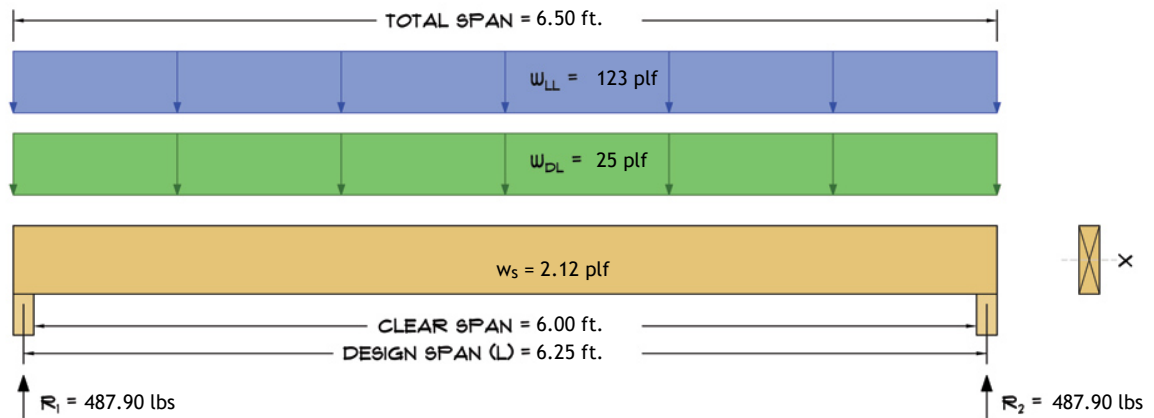 TOTAL SPAN = 6.50 ft.
WLL = 123 plf
WDL = 25 plf
ws = 2.12 plf
X
CLEAR SPAN = 6.00 ft.
DESIGN SPAN (L) = 6.25 ft.
R1 = 487.90 lbs
R2 = 487.90 lbs